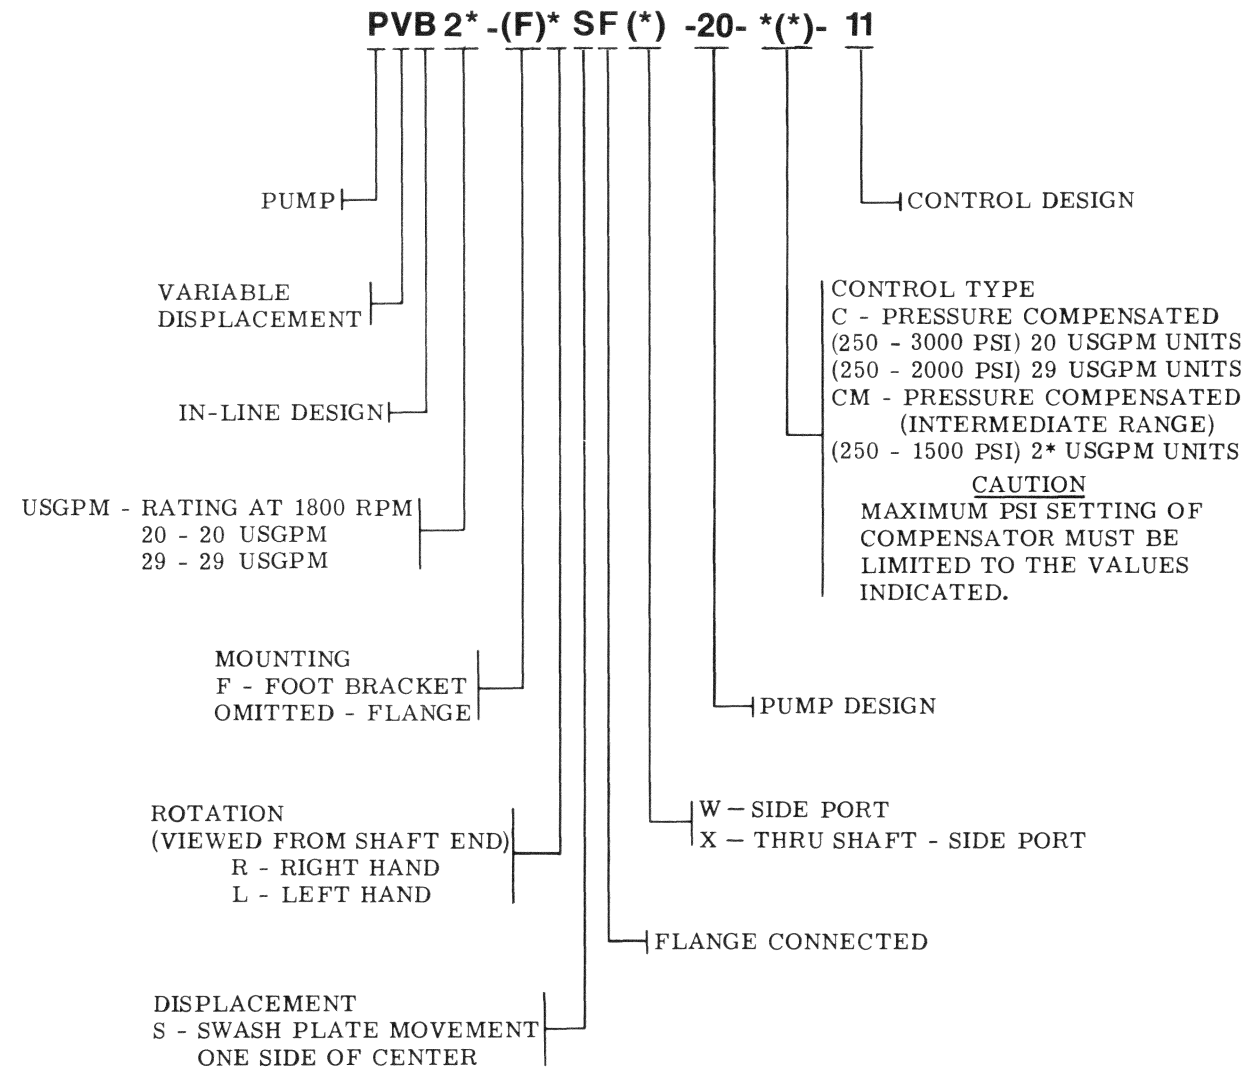 PVB2*-(F)*SF(*)-20-*(*)-11
PUMP
CONTROL DESIGN
VARIABLE
DISPLACEMENT
IN-LINE DESIGN
CONTROL TYPE
C - PRESSURE COMPENSATED
(250 - 3000 PSI) 20 USGPM UNITS
(250 - 2000 PSI) 29 USGPM UNITS
CM - PRESSURE COMPENSATED
(INTERMEDIATE RANGE)
(250 - 1500 PSI) 2* USGPM UNITS
CAUTION
MAXIMUM PSI SETTING OF
COMPENSATOR MUST BE
LIMITED TO THE VALUES
INDICATED.
USGPM - RATING AT 1800 RPM
20 - 20 USGPM
29 - 29 USGPM
MOUNTING
F - FOOT BRACKET
OMITTED - FLANGE
PUMP DESIGN
ROTATION
(VIEWED FROM SHAFT END)
R - RIGHT HAND
L - LEFT HAND
W — SIDE PORT
X — THRU SHAFT - SIDE PORT
FLANGE CONNECTED
DISPLACEMENT
S - SWASH PLATE MOVEMENT
ONE SIDE OF CENTER